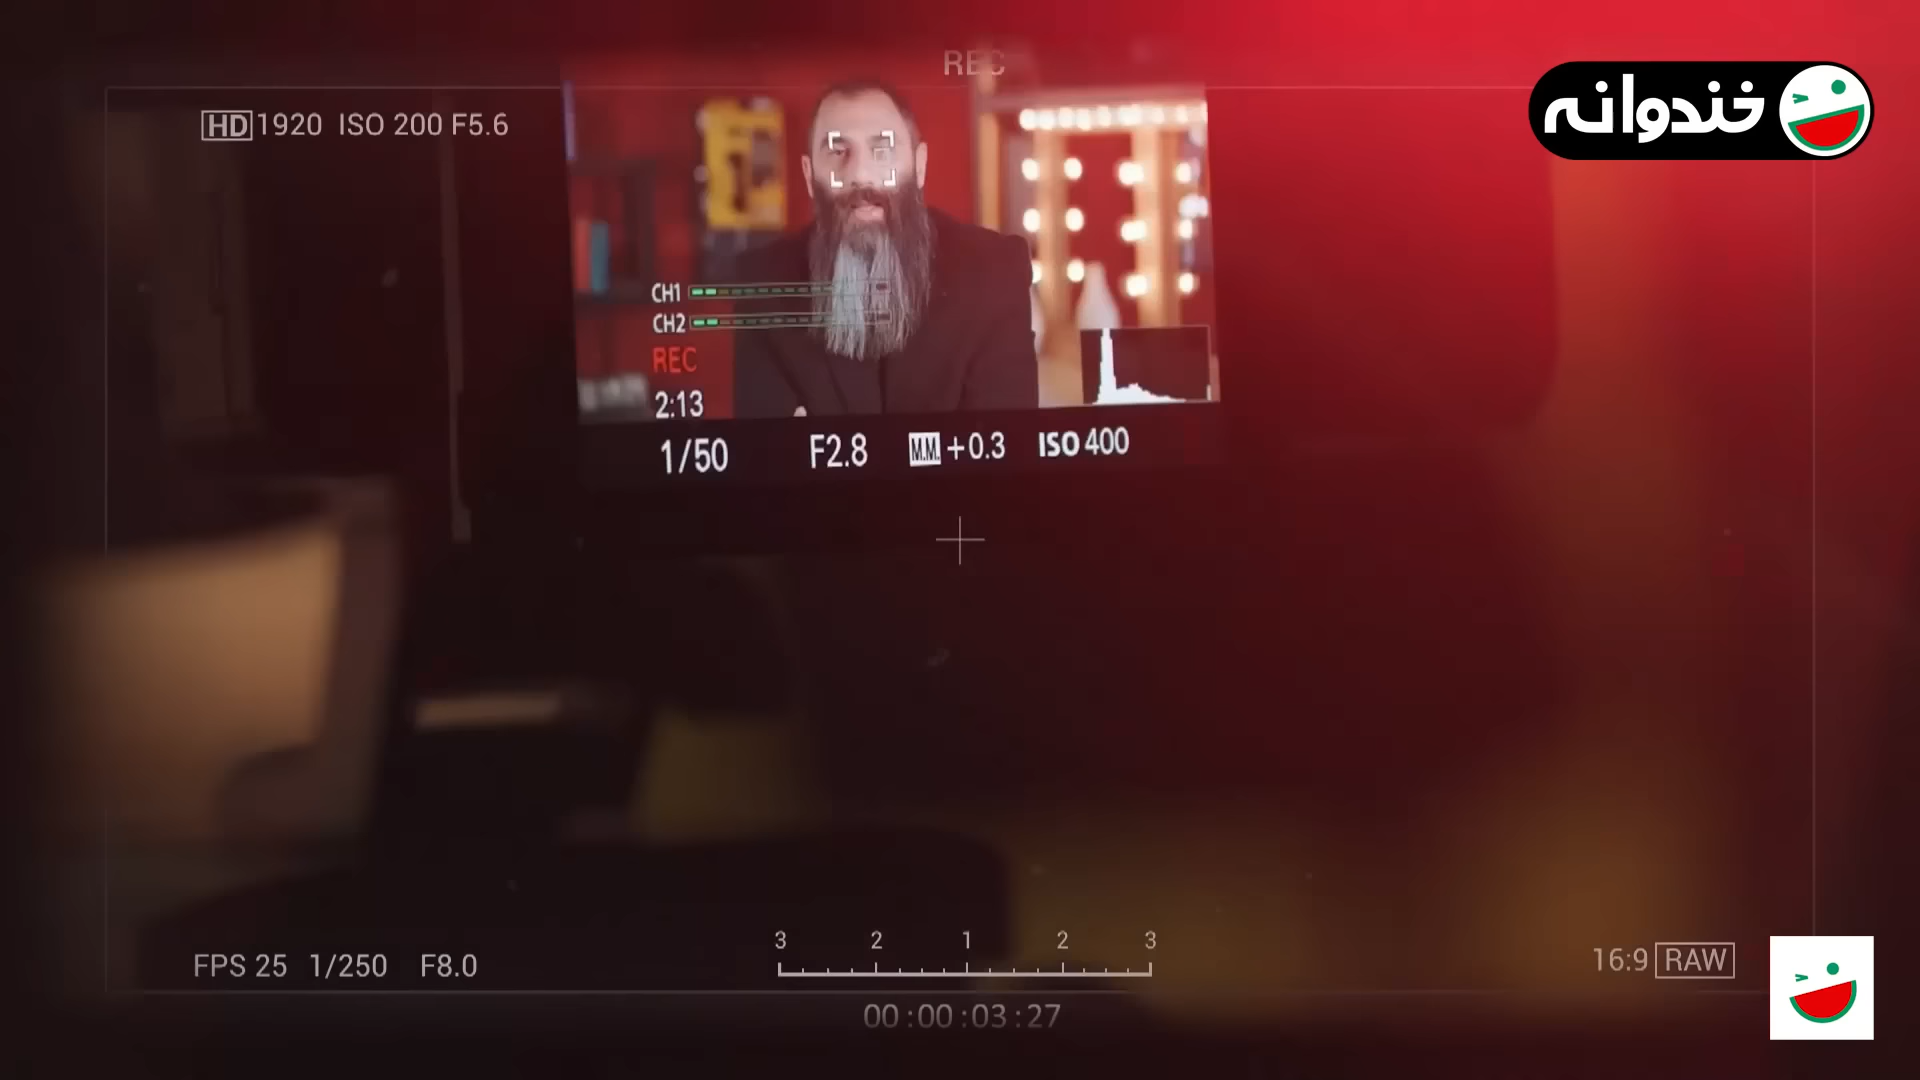 REC
خندوانه
HD 1920 ISO 200 F5.6
CH1
CH2
REC
2:13
1/50 F2.8 M.M. +0.3 ISO 400
3 2 1 2 3
FPS 25 1/250 F8.0
16:9 RAW
00:00:03:27